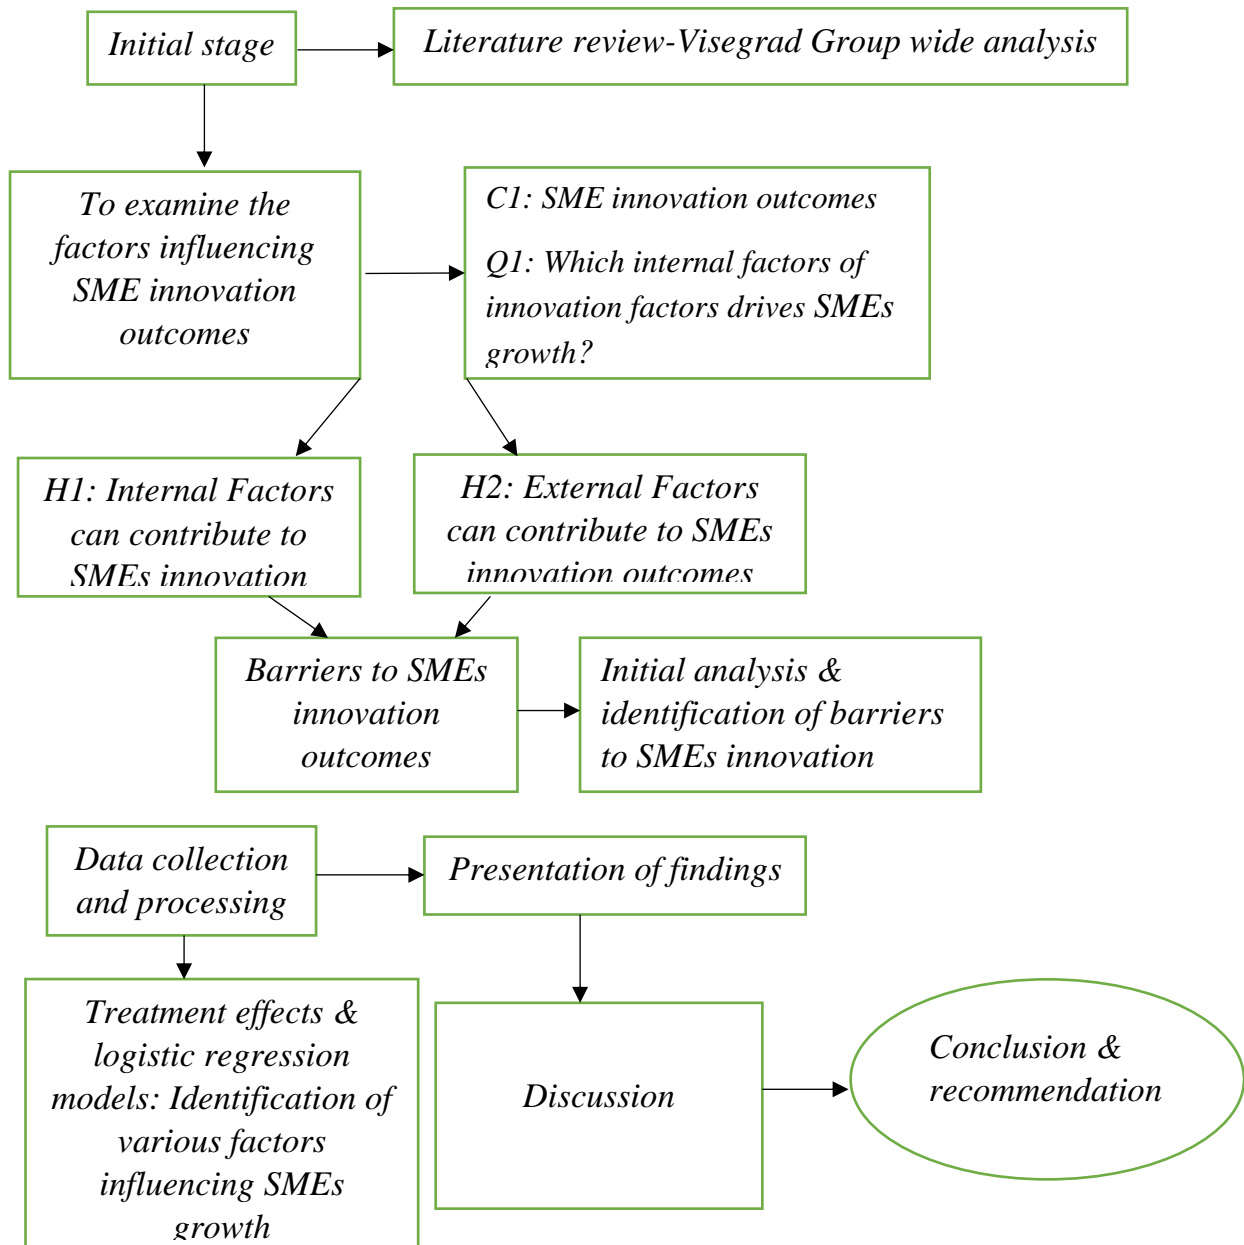 Initial stage
Literature review-Visegrad Group wide analysis
To examine the
factors influencing
SME innovation
outcomes
C1: SME innovation outcomes
Q1: Which internal factors of
innovation factors drives SMEs
growth?
H1: Internal Factors
can contribute to
SMEs innovation
H2: External Factors
can contribute to SMEs
innovation outcomes
Barriers to SMEs
innovation
outcomes
Initial analysis &
identification of barriers
to SMEs innovation
Data collection
and processing
Presentation of findings
Treatment effects &
logistic regression
models: Identification of
various factors
influencing SMEs
growth
Discussion
Conclusion &
recommendation